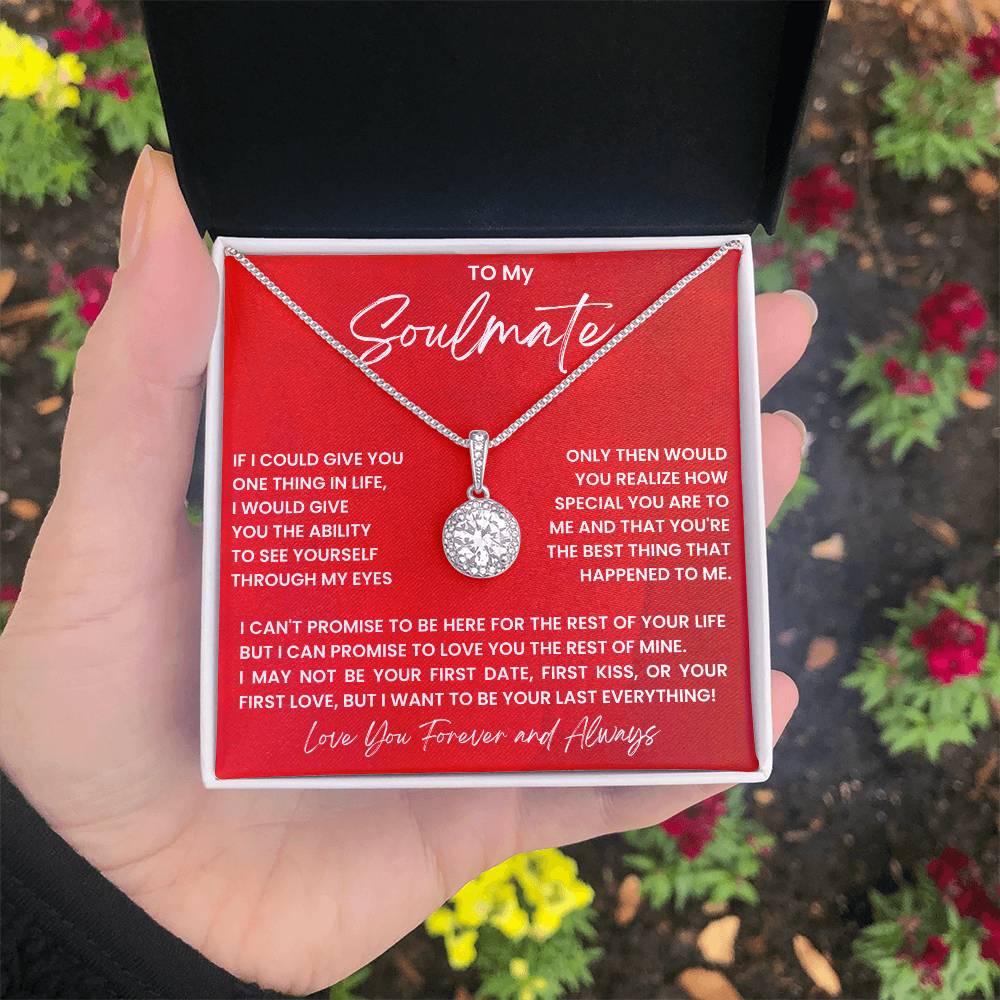 TO My
Soulmate
IF I COULD GIVE YOU
ONE THING IN LIFE,
I WOULD GIVE
YOU THE ABILITY
TO SEE YOURSELF
THROUGH MY EYES
ONLY THEN WOULD
YOU REALIZE HOW
SPECIAL YOU ARE TO
ME AND THAT YOU'RE
THE BEST THING THAT
HAPPENED TO ME.
I CAN'T PROMISE TO BE HERE FOR THE REST OF YOUR LIFE
BUT I CAN PROMISE TO LOVE YOU THE REST OF MINE.
I MAY NOT BE YOUR FIRST DATE, FIRST KISS, OR YOUR
FIRST LOVE, BUT I WANT TO BE YOUR LAST EVERYTHING!
Love You Forever and Always